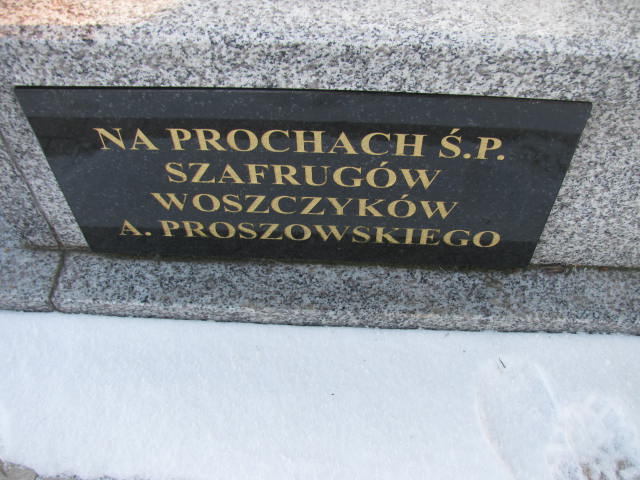 NA PROCHACH Ś.P.
SZAFRUGÓW
WOSZCZYKÓW
A. PROSZOWSKIEGO